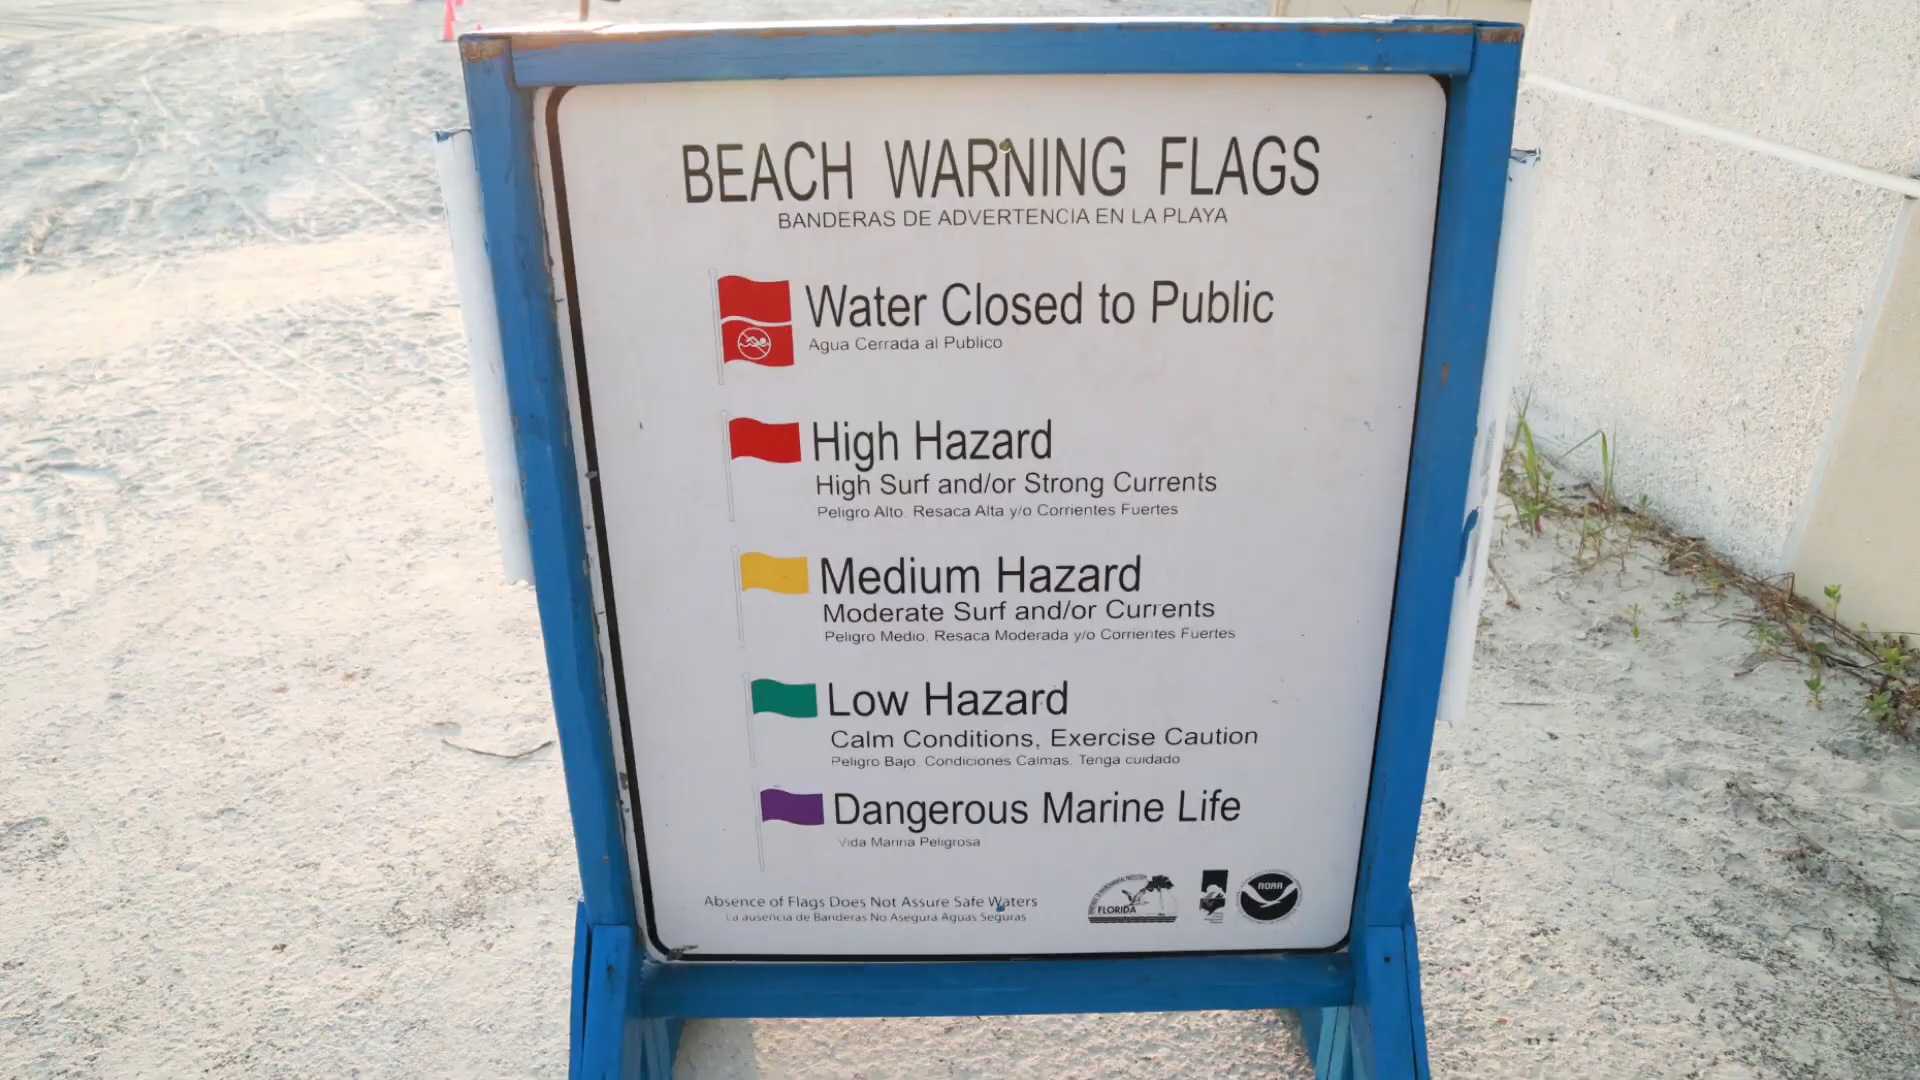 BEACH WARNING FLAGS
BANDERAS DE ADVERTENCIA EN LA PLAYA
Water Closed to Public
Agua Cerrada al Publico
High Hazard
High Surf and/or Strong Currents
Peligro Alto. Resaca Alta y/o Corrientes Fuertes
Medium Hazard
Moderate Surf and/or Currents
Peligro Medio. Resaca Moderada y/o Corrientes Fuertes
Low Hazard
Calm Conditions, Exercise Caution
Peligro Bajo. Condiciones Calmas. Tenga cuidado
Dangerous Marine Life
Vida Marina Peligrosa
Absence of Flags Does Not Assure Safe Waters
La ausencia de Banderas No Asegura Aguas Seguras
FLORIDA
NOAA